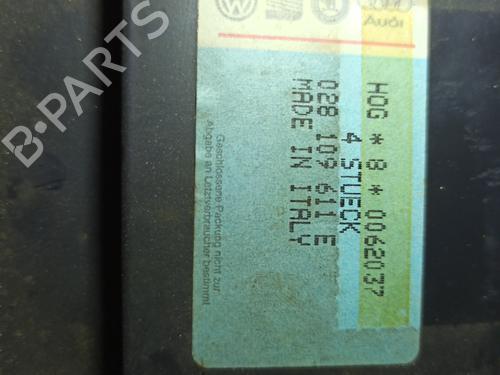 Audi
HOG * 8 * 0062037
4 STUECK
028 109 611 E
MADE IN ITALY
Geschlossene Packung nicht zur
Abgabe an Letztverbraucher bestimmt
B-PARTS